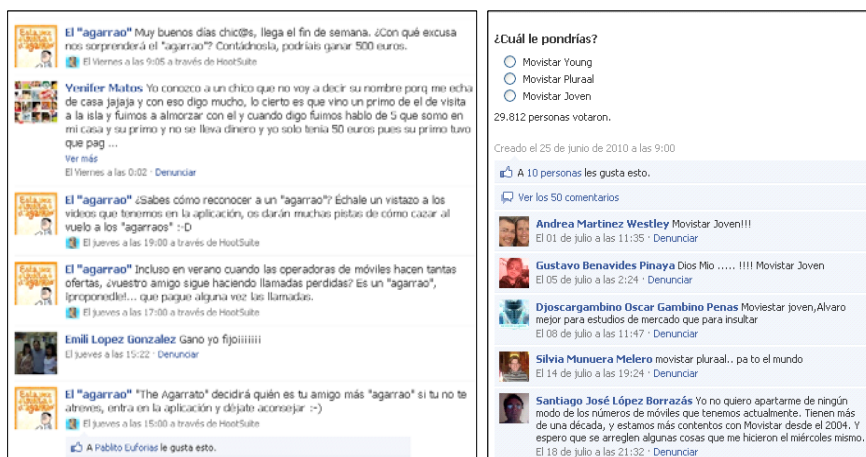 El "agarrao" Muy buenos días chic@s, llega el fin de semana. ¿Con qué excusa
nos sorprenderá el "agarrao"? Contádnosla, podríais ganar 500 euros.
El Viernes a las 9:05 a través de HootSuite
Yenifer Matos Yo conozco a un chico que no voy a decir su nombre porq me echa
de casa jajaja y con eso digo mucho, lo cierto es que vino un primo de el de visita
a la isla y fuimos a almorzar con el y cuando digo fuimos hablo de 5 que somo en
mi casa y su primo y no se lleva dinero y yo solo tenia 50 euros pues su primo tuvo
que pag ...
Ver más
El Viernes a las 0:02 · Denunciar
El "agarrao" ¿Sabes cómo reconocer a un "agarrao"? Échale un vistazo a los
videos que tenemos en la aplicación, os darán muchas pistas de cómo cazar al
vuelo a los "agarraos" :-D
El jueves a las 19:00 a través de HootSuite
El "agarrao" Incluso en verano cuando las operadoras de móviles hacen tantas
ofertas, ¿vuestro amigo sigue haciendo llamadas perdidas? Es un "agarrao",
¡proponedle!... que pague alguna vez las llamadas.
El jueves a las 17:00 a través de HootSuite
Emili Lopez Gonzalez Gano yo fijoiiiiiii
El jueves a las 15:22 · Denunciar
El "agarrao" "The Agarrato" decidirá quién es tu amigo más "agarrao" si tu no te
atreves, entra en la aplicación y déjate aconsejar :-)
El jueves a las 15:00 a través de HootSuite
A Pablito Euforias le gusta esto.
¿Cuál le pondrías?
Movistar Young
Movistar Pluraal
Movistar Joven
29.812 personas votaron.
Creado el 25 de junio de 2010 a las 9:00
A 10 personas les gusta esto.
Ver los 50 comentarios
Andrea Martinez Westley Movistar Joven!!!
El 01 de julio a las 11:35 · Denunciar
Gustavo Benavides Pinaya Dios Mio ..... !!!! Movistar Joven
El 05 de julio a las 2:24 · Denunciar
Djoscargambino Oscar Gambino Penas Moviestar joven,Alvaro
mejor para estudios de mercado que para insultar
El 08 de julio a las 11:47 · Denunciar
Silvia Munuera Melero movistar pluraal.. pa to el mundo
El 14 de julio a las 19:24 · Denunciar
Santiago José López Borrazás Yo no quiero apartarme de ningún
modo de los números de móviles que tenemos actualmente. Tienen más
de una década, y estamos más contentos con Movistar desde el 2004. Y
espero que se arreglen algunas cosas que me hicieron el miércoles mismo.
El 18 de julio a las 21:32 · Denunciar